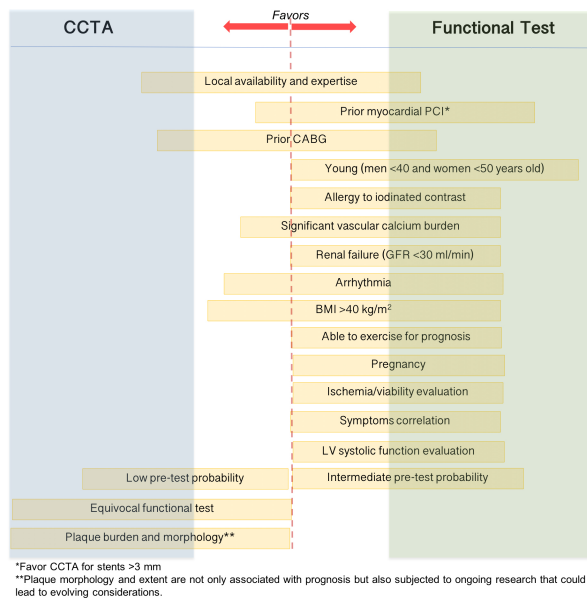 CCTA
Favors
Functional Test
Local availability and expertise
Prior myocardial PCI*
Prior CABG
Young (men <40 and women <50 years old)
Allergy to iodinated contrast
Significant vascular calcium burden
Renal failure (GFR <30 ml/min)
Arrhythmia
BMI >40 kg/m²
Able to exercise for prognosis
Pregnancy
Ischemia/viability evaluation
Symptoms correlation
LV systolic function evaluation
Low pre-test probability
Intermediate pre-test probability
Equivocal functional test
Plaque burden and morphology**
*Favor CCTA for stents >3 mm
**Plaque morphology and extent are not only associated with prognosis but also subjected to ongoing research that could
lead to evolving considerations.